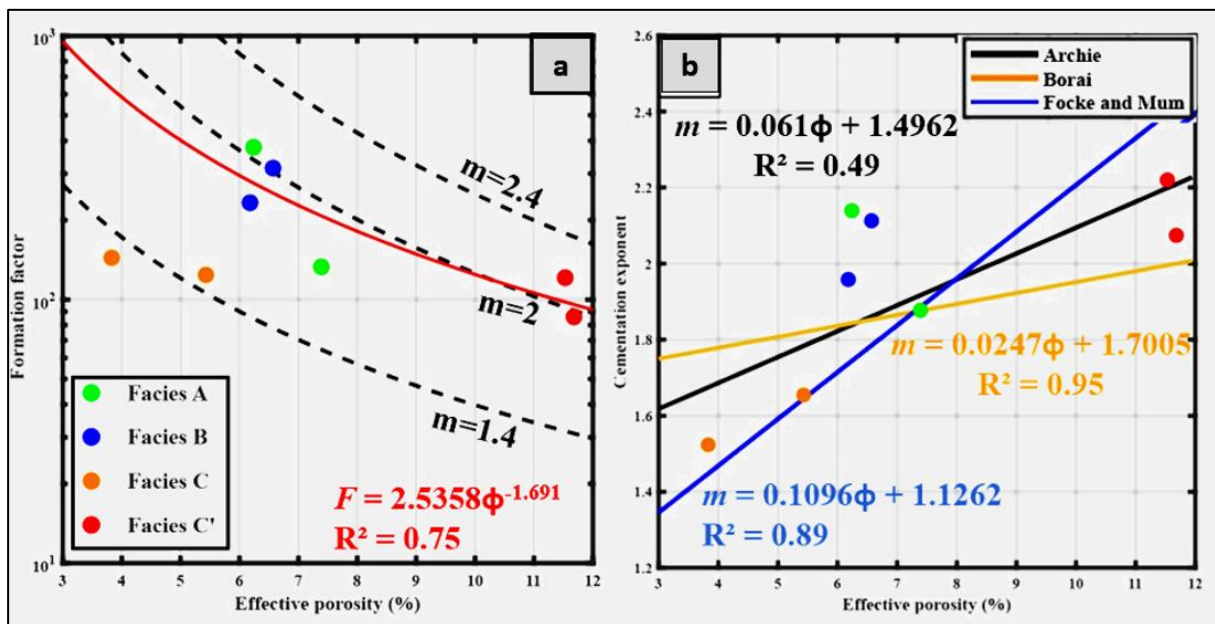 a
10³
10²
10¹
Formation factor
m=2.4
m=2
m=1.4
Facies A
Facies B
Facies C
Facies C'
F = 2.5358ϕ⁻¹·⁶⁹¹
R² = 0.75
3 4 5 6 7 8 9 10 11 12
Effective porosity (%)
b
2.6
2.4
2.2
2
1.8
1.6
1.4
1.2
Cementation exponent
Archie
Borai
Focke and Mum
m = 0.061ϕ + 1.4962
R² = 0.49
m = 0.0247ϕ + 1.7005
R² = 0.95
m = 0.1096ϕ + 1.1262
R² = 0.89
3 4 5 6 7 8 9 10 11 12
Effective porosity (%)